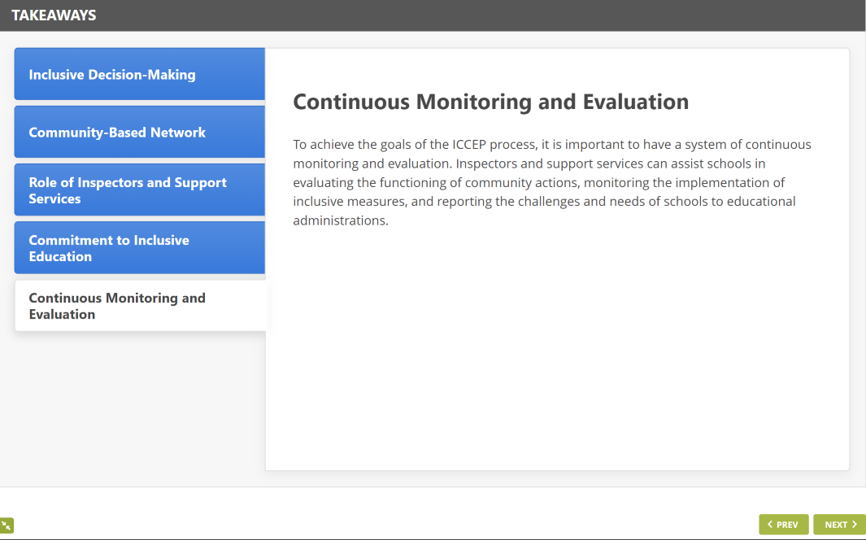 TAKEAWAYS
Inclusive Decision-Making
Community-Based Network
Role of Inspectors and Support
Services
Commitment to Inclusive
Education
Continuous Monitoring and
Evaluation
Continuous Monitoring and Evaluation
To achieve the goals of the ICCEP process, it is important to have a system of continuous
monitoring and evaluation. Inspectors and support services can assist schools in
evaluating the functioning of community actions, monitoring the implementation of
inclusive measures, and reporting the challenges and needs of schools to educational
administrations.
PREV
NEXT